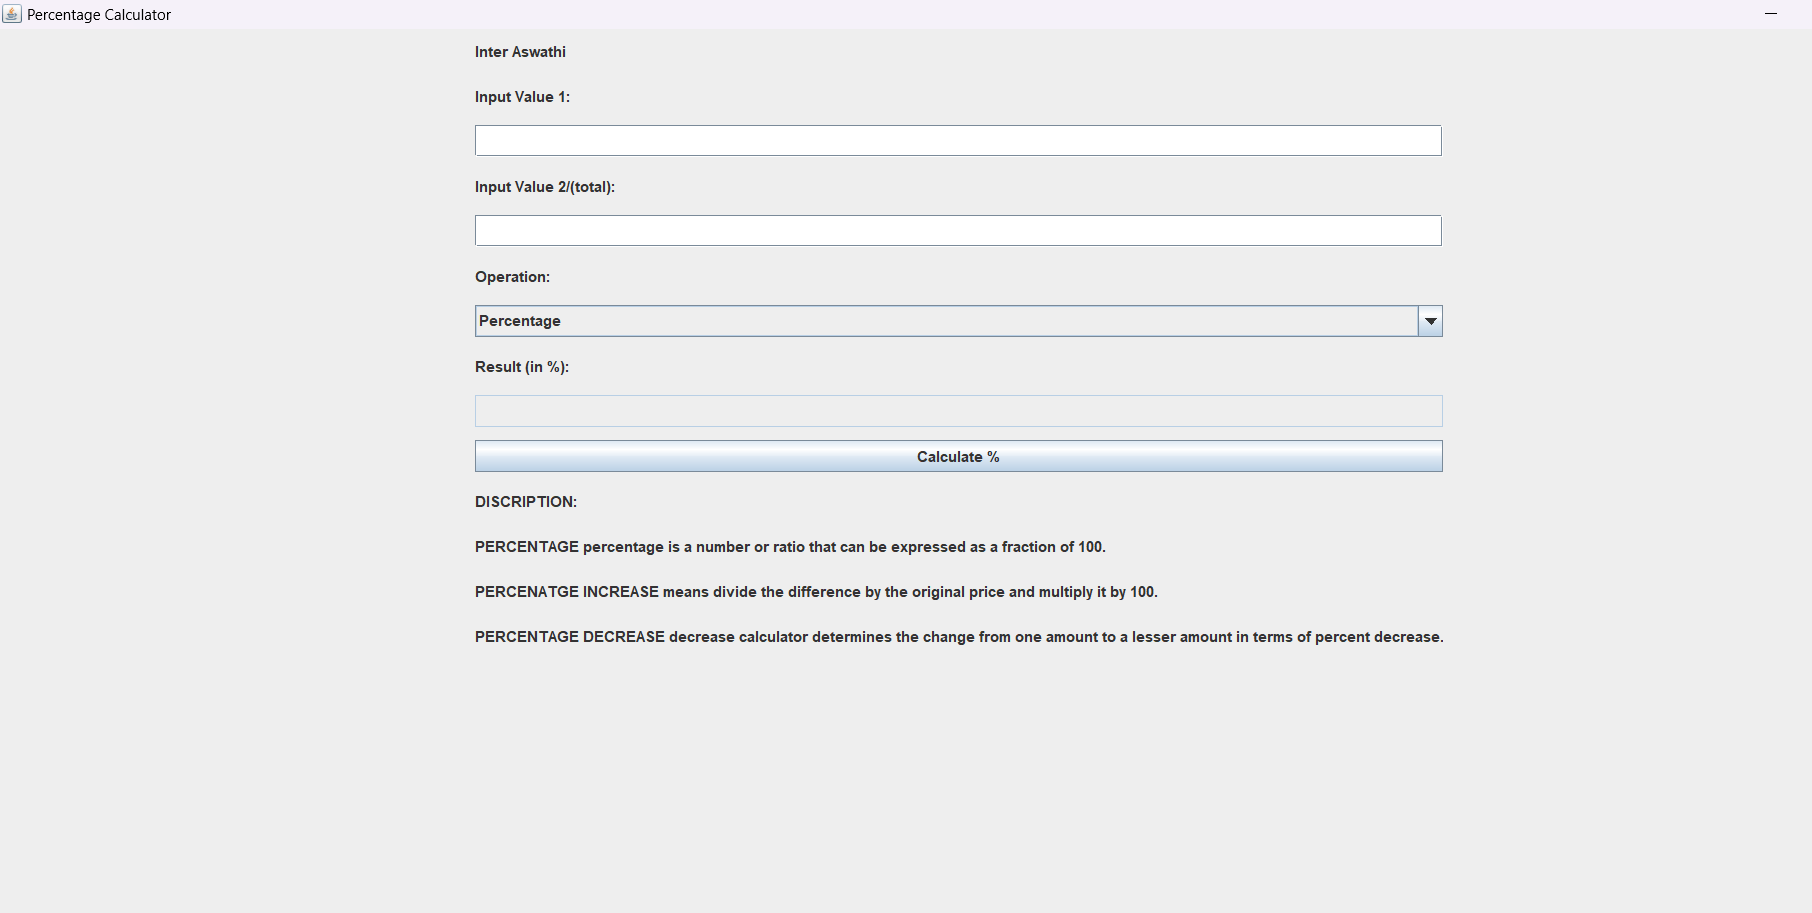 Percentage Calculator
Inter Aswathi
Input Value 1:
Input Value 2/(total):
Operation:
Percentage
Result (in %):
Calculate %
DISCRIPTION:
PERCENTAGE percentage is a number or ratio that can be expressed as a fraction of 100.
PERCENATGE INCREASE means divide the difference by the original price and multiply it by 100.
PERCENTAGE DECREASE decrease calculator determines the change from one amount to a lesser amount in terms of percent decrease.